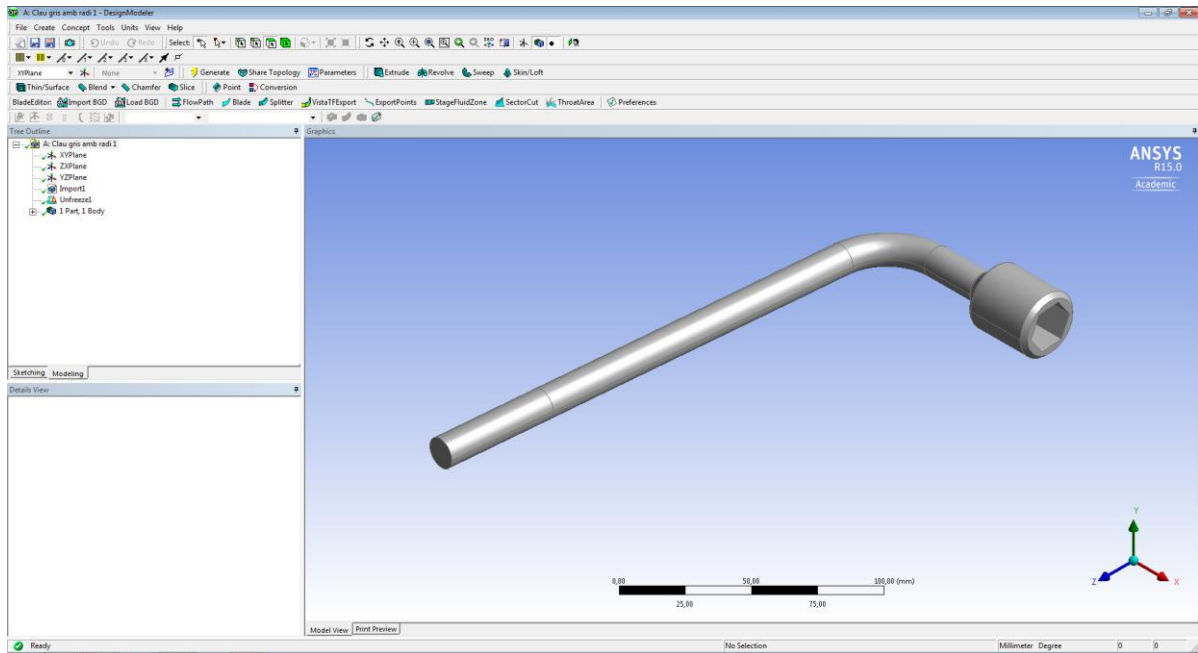 A: Clau gris amb radi 1 - DesignModeler
File Create Concept Tools Units View Help
Undo Redo Select:
XYPlane None Generate Share Topology Parameters Extrude Revolve Sweep Skin/Loft
Thin/Surface Blend Chamfer Slice Point Conversion
BladeEditor: Import BGD Load BGD FlowPath Blade Splitter VistaTFExport ExportPoints StageFluidZone SectorCut ThroatArea Preferences
Tree Outline
A: Clau gris amb radi 1
XYPlane
ZXPlane
YZPlane
Import1
Unfreeze1
1 Part, 1 Body
Sketching Modeling
Details View
Graphics
ANSYS
R15.0
Academic
Y
Z
X
0,00 50,00 100,00 (mm)
25,00 75,00
Model View Print Preview
Ready No Selection Millimeter Degree 0 0